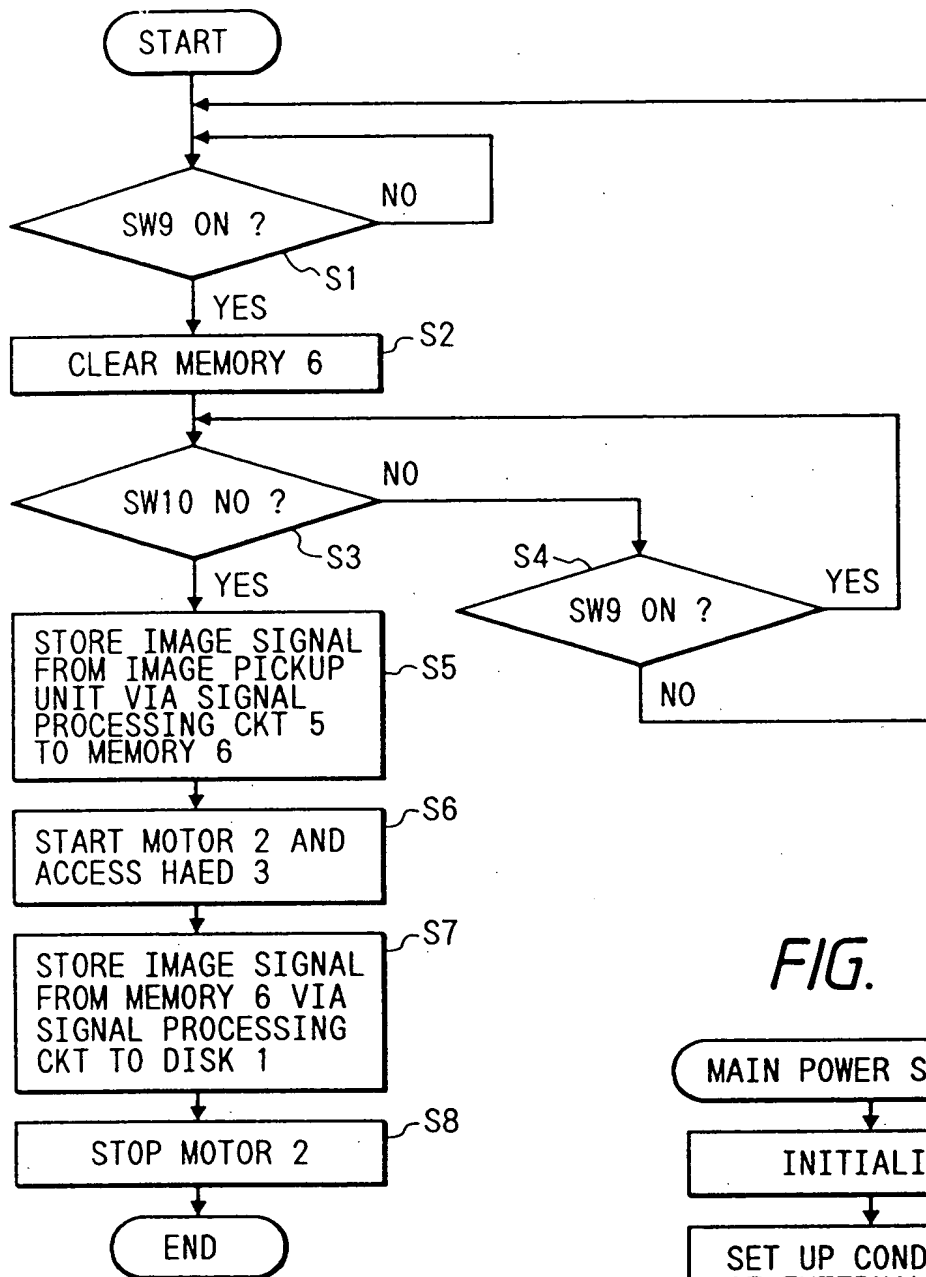 START
SW9 ON ?
NO
S1
YES
S2
CLEAR MEMORY 6
SW10 NO ?
NO
S3
YES
S4
SW9 ON ?
YES
NO
STORE IMAGE SIGNAL
FROM IMAGE PICKUP
UNIT VIA SIGNAL
PROCESSING CKT 5
TO MEMORY 6
S5
S6
START MOTOR 2 AND
ACCESS HAED 3
S7
STORE IMAGE SIGNAL
FROM MEMORY 6 VIA
SIGNAL PROCESSING
CKT TO DISK 1
S8
STOP MOTOR 2
END
FIG.
MAIN POWER S
INITIALI
SET UP COND